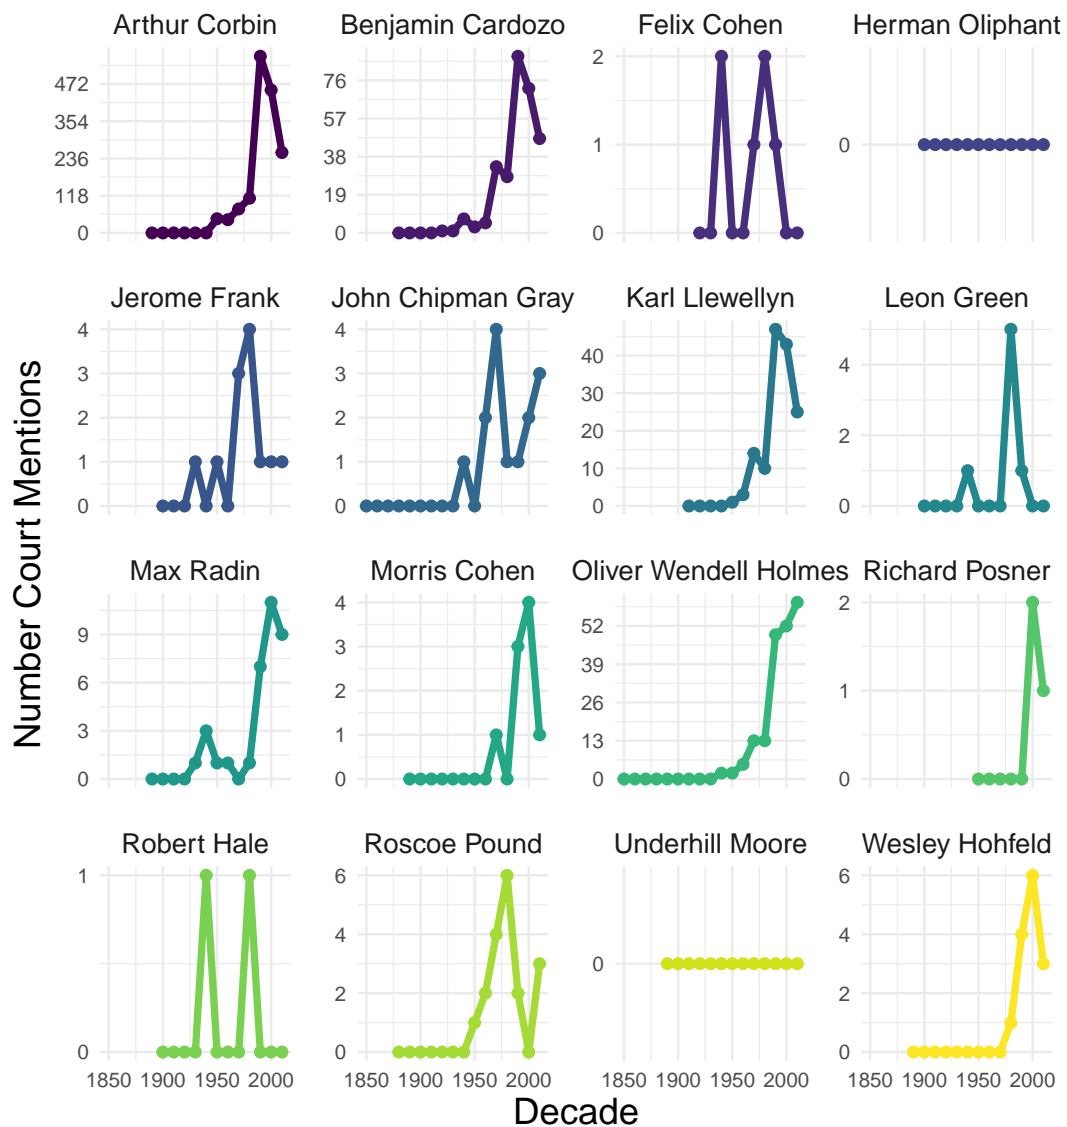 Arthur Corbin
Benjamin Cardozo
Felix Cohen
Herman Oliphant
472
354
236
118
0
76
57
38
19
0
2
1
0
0
Jerome Frank
John Chipman Gray
Karl Llewellyn
Leon Green
4
3
2
1
0
4
3
2
1
0
40
30
20
10
0
4
2
0
Max Radin
Morris Cohen
Oliver Wendell Holmes
Richard Posner
9
6
3
0
4
3
2
1
0
52
39
26
13
0
2
1
0
Robert Hale
Roscoe Pound
Underhill Moore
Wesley Hohfeld
1
0
6
4
2
0
0
6
4
2
0
1850 1900 1950 2000
1850 1900 1950 2000
1850 1900 1950 2000
1850 1900 1950 2000
Decade
Number Court Mentions